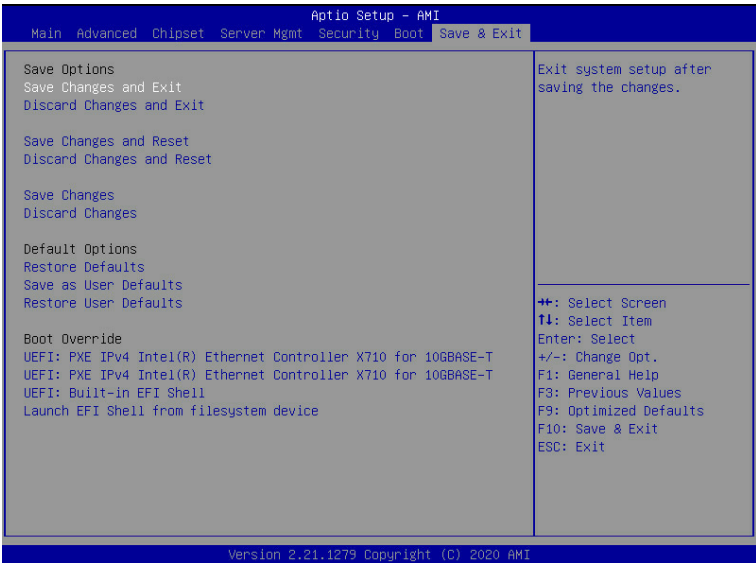 Aptio Setup – AMI
Main Advanced Chipset Server Mgmt Security Boot Save & Exit
Save Options
Save Changes and Exit
Discard Changes and Exit
Save Changes and Reset
Discard Changes and Reset
Save Changes
Discard Changes
Default Options
Restore Defaults
Save as User Defaults
Restore User Defaults
Boot Override
UEFI: PXE IPv4 Intel(R) Ethernet Controller X710 for 10GBASE-T
UEFI: PXE IPv4 Intel(R) Ethernet Controller X710 for 10GBASE-T
UEFI: Built-in EFI Shell
Launch EFI Shell from filesystem device
Exit system setup after
saving the changes.
→←: Select Screen
↑↓: Select Item
Enter: Select
+/-: Change Opt.
F1: General Help
F3: Previous Values
F9: Optimized Defaults
F10: Save & Exit
ESC: Exit
Version 2.21.1279 Copyright (C) 2020 AMI